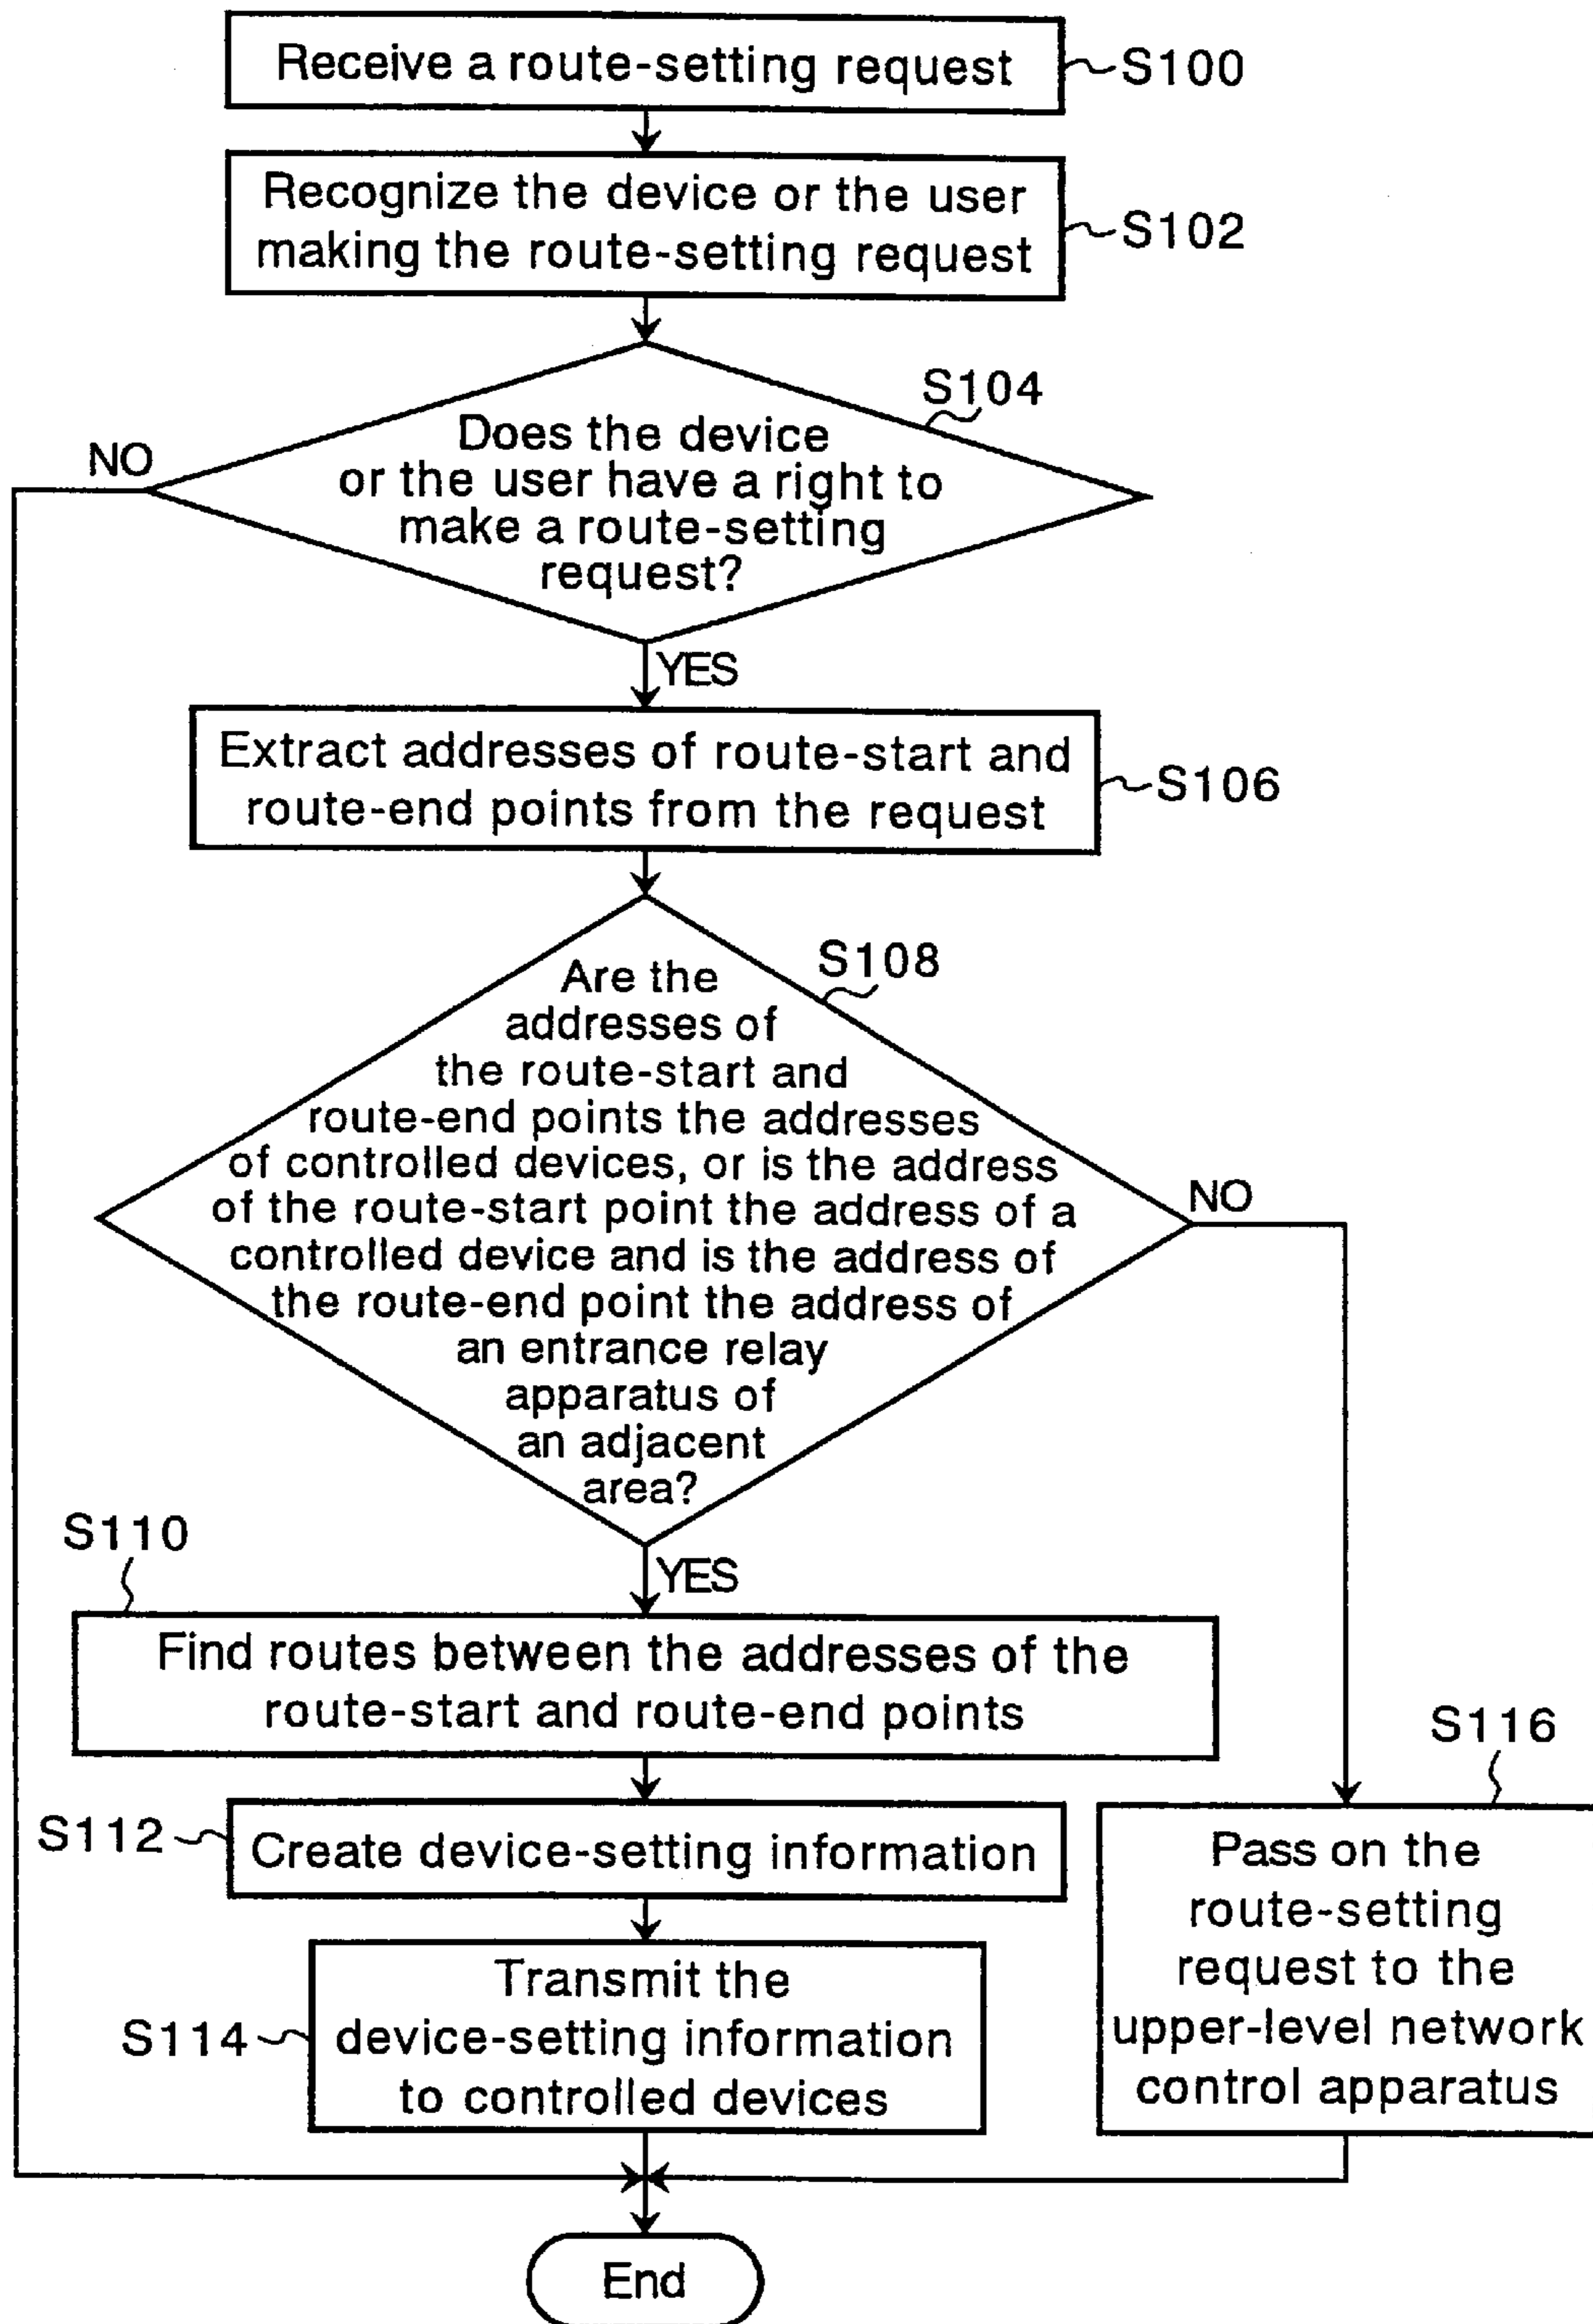 Receive a route-setting request
S100
Recognize the device or the user
making the route-setting request
S102
S104
NO
Does the device
or the user have a right to
make a route-setting
request?
YES
Extract addresses of route-start and
route-end points from the request
S106
S108
Are the
addresses of
the route-start and
route-end points the addresses
of controlled devices, or is the address
of the route-start point the address of a
controlled device and is the address of
the route-end point the address of
an entrance relay
apparatus of
an adjacent
area?
NO
YES
S110
Find routes between the addresses of the
route-start and route-end points
S112
Create device-setting information
S114
Transmit the
device-setting information
to controlled devices
S116
Pass on the
route-setting
request to the
upper-level network
control apparatus
End